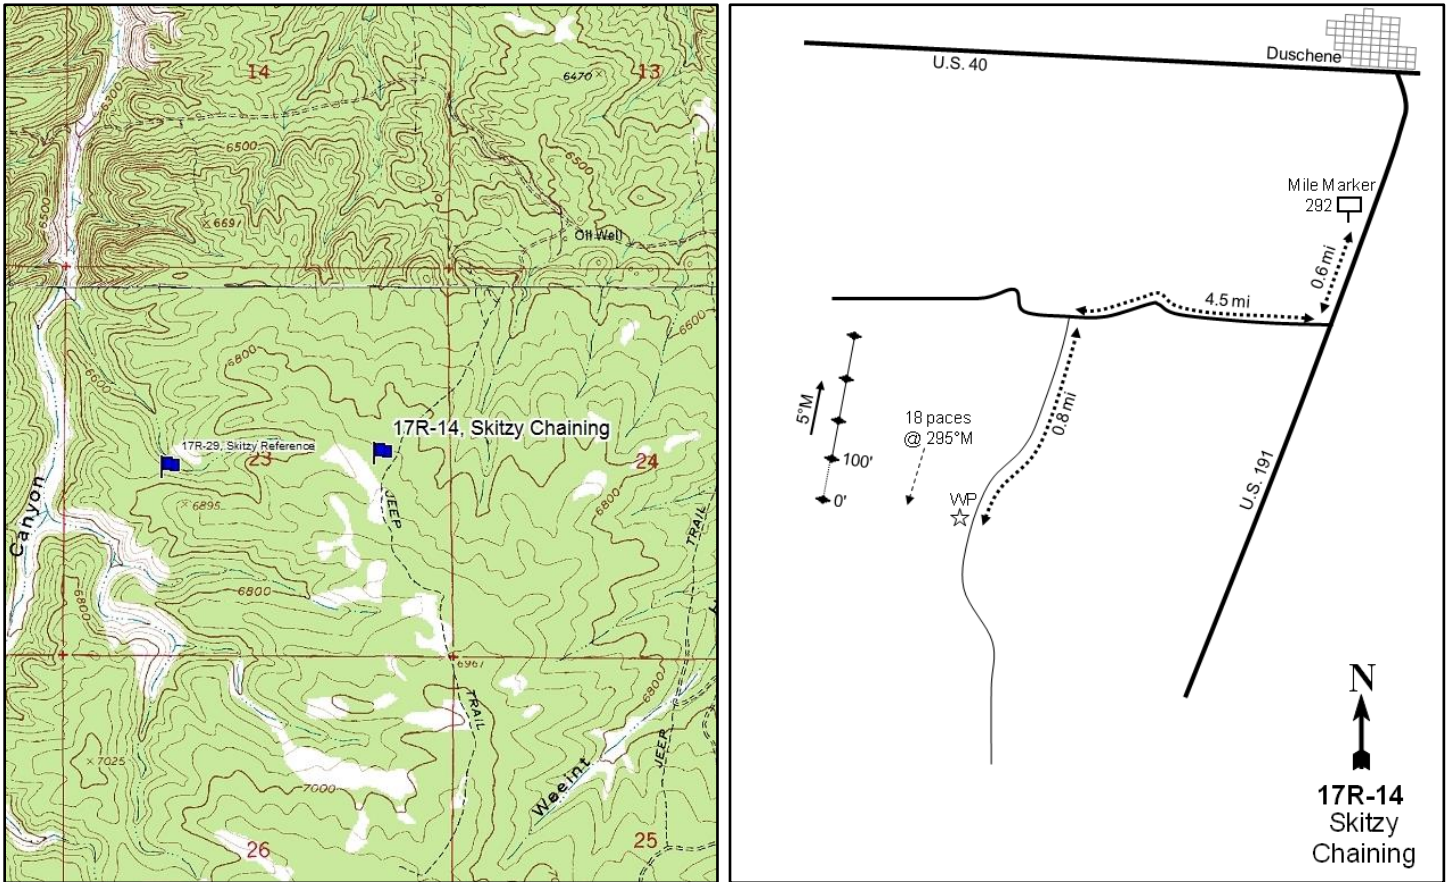 14
13
6470
6300
6500
6500
6500
6697
Oil Well
6500
6800
6600
17R-14, Skitzy Chaining
17R-29, Skitzy Reference
23
24
6895
6800
JEEP
TRAIL
Canyon
6800
6800
6967
6800
TRAIL
JEEP
7025
7000
Weeint
26
25
Duschene
U.S. 40
Mile Marker
292
0.6 mi
4.5 mi
0.8 mi
5°M
100'
0'
18 paces
@ 295°M
WP
U.S. 191
N
17R-14
Skitzy
Chaining